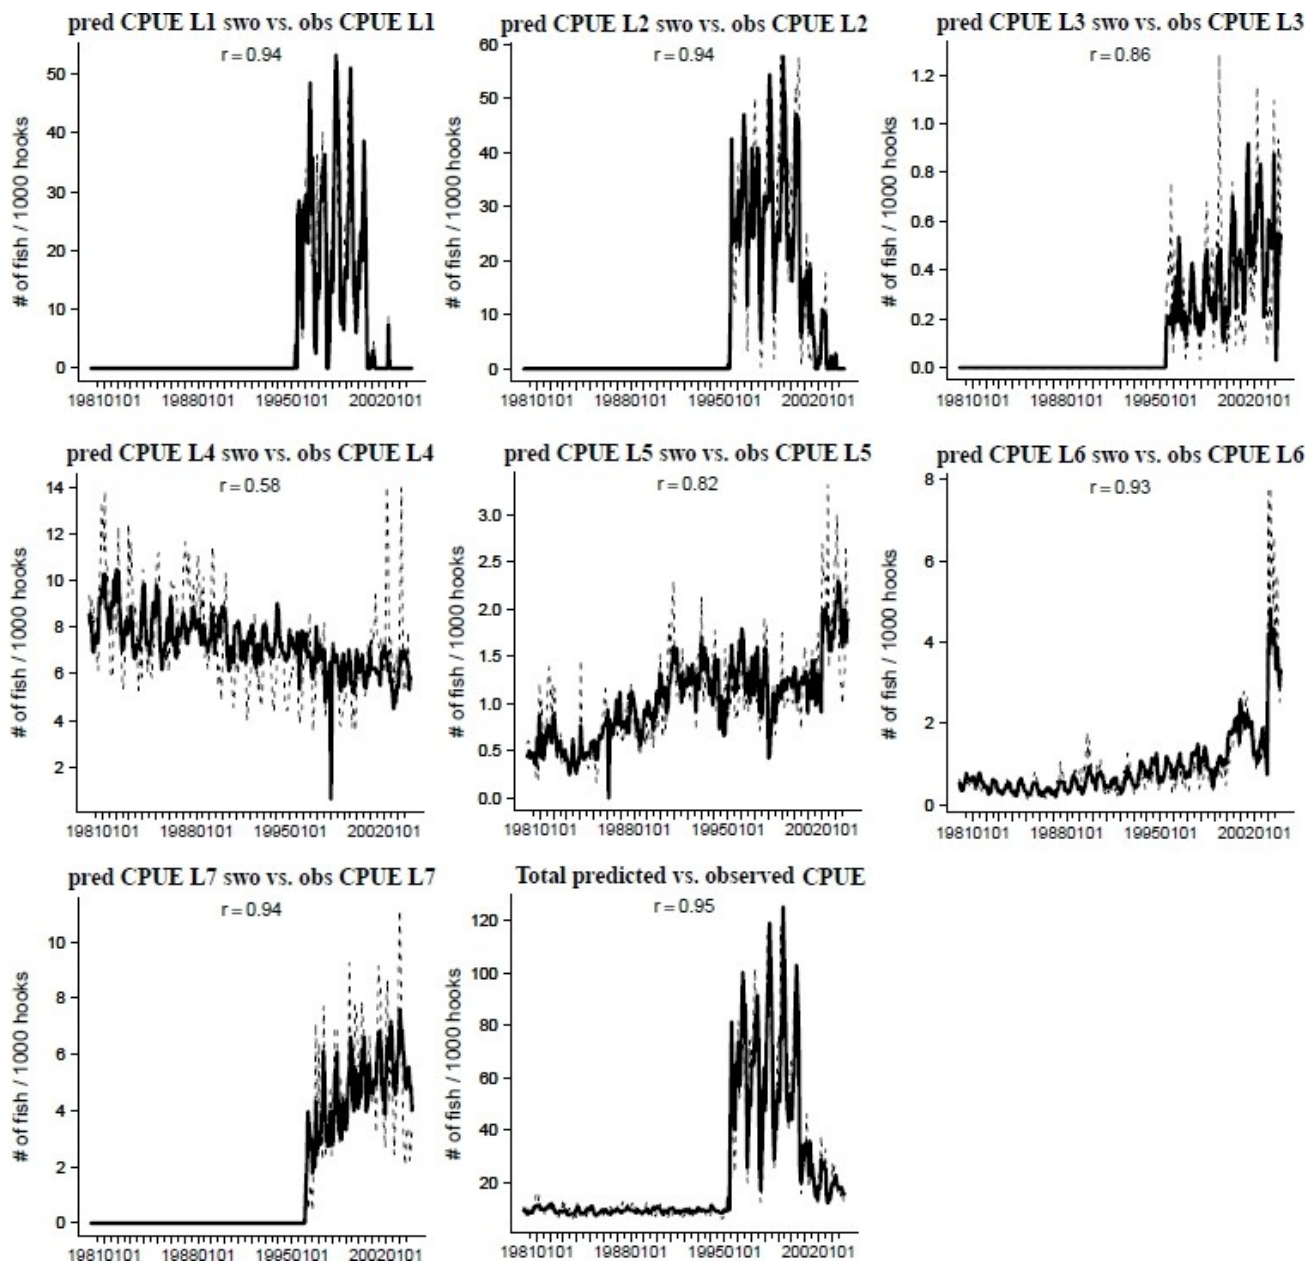 pred CPUE L1 swo vs. obs CPUE L1
r = 0.94
# of fish / 1000 hooks
50
40
30
20
10
0
19810101 19880101 19950101 20020101
pred CPUE L2 swo vs. obs CPUE L2
r = 0.94
# of fish / 1000 hooks
60
50
40
30
20
10
0
19810101 19880101 19950101 20020101
pred CPUE L3 swo vs. obs CPUE L3
r = 0.86
# of fish / 1000 hooks
1.2
1.0
0.8
0.6
0.4
0.2
0.0
19810101 19880101 19950101 20020101
pred CPUE L4 swo vs. obs CPUE L4
r = 0.58
# of fish / 1000 hooks
14
12
10
8
6
4
2
19810101 19880101 19950101 20020101
pred CPUE L5 swo vs. obs CPUE L5
r = 0.82
# of fish / 1000 hooks
3.0
2.5
2.0
1.5
1.0
0.5
0.0
19810101 19880101 19950101 20020101
pred CPUE L6 swo vs. obs CPUE L6
r = 0.93
# of fish / 1000 hooks
8
6
4
2
0
19810101 19880101 19950101 20020101
pred CPUE L7 swo vs. obs CPUE L7
r = 0.94
# of fish / 1000 hooks
10
8
6
4
2
0
19810101 19880101 19950101 20020101
Total predicted vs. observed CPUE
r = 0.95
# of fish / 1000 hooks
120
100
80
60
40
20
19810101 19880101 19950101 20020101